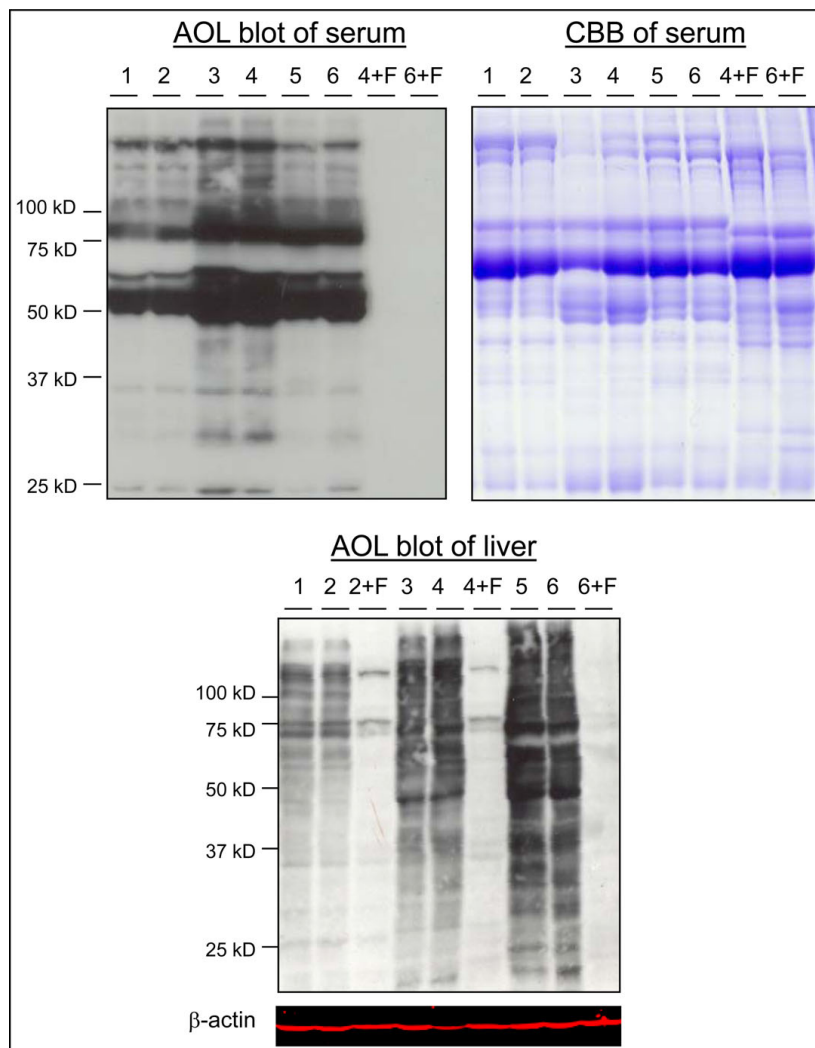 AOL blot of serum
1 2 3 4 5 6 4+F 6+F
100 kD
75 kD
50 kD
37 kD
25 kD
CBB of serum
1 2 3 4 5 6 4+F 6+F
AOL blot of liver
1 2 2+F 3 4 4+F 5 6 6+F
100 kD
75 kD
50 kD
37 kD
25 kD
β-actin